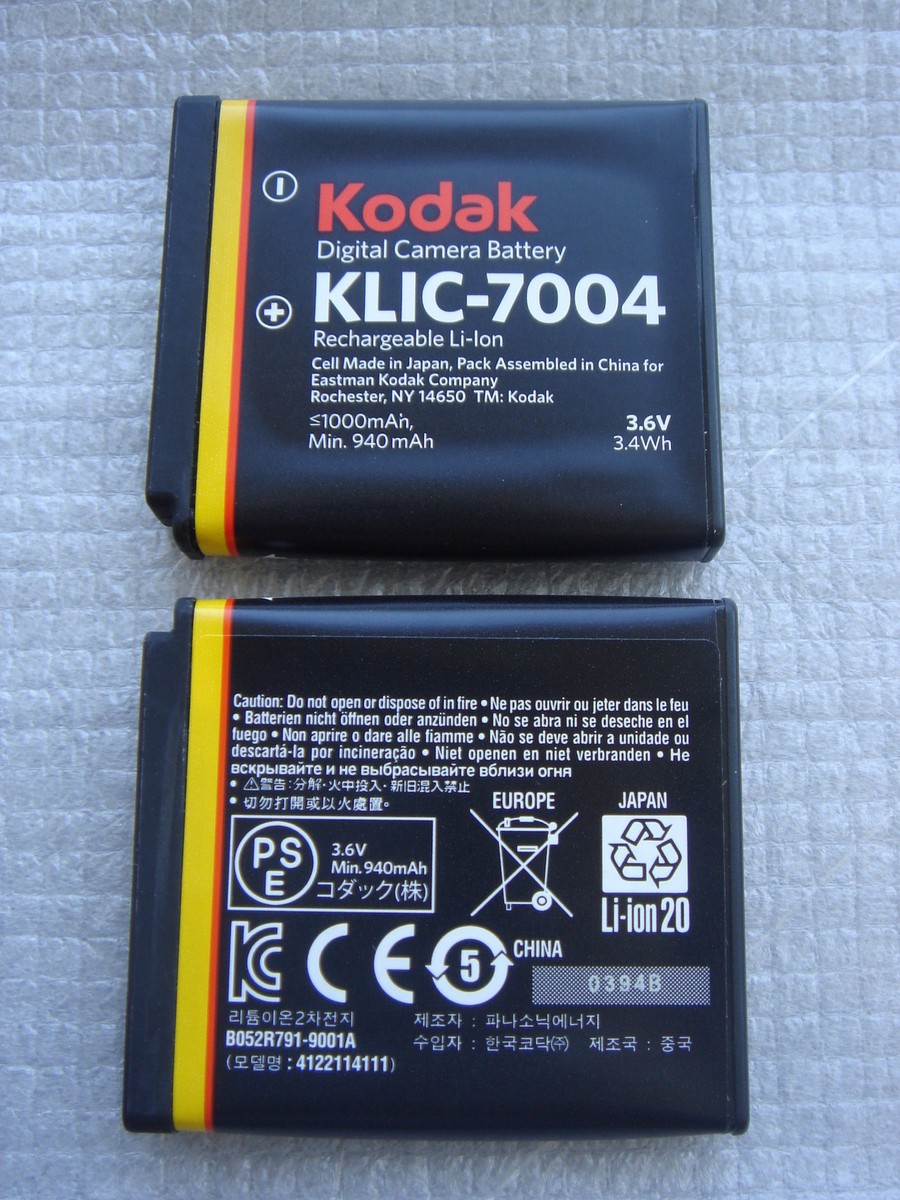 Kodak
Digital Camera Battery
KLIC-7004
Rechargeable Li-Ion
Cell Made in Japan, Pack Assembled in China for
Eastman Kodak Company
Rochester, NY 14650 TM: Kodak
≤1000mAh,
Min. 940 mAh
3.6V
3.4Wh
Caution: Do not open or dispose of in fire • Ne pas ouvrir ou jeter dans le feu
• Batterien nicht öffnen oder anzünden • No se abra ni se deseche en el
fuego • Non aprire o dare alle fiamme • Não se deve abrir a unidade ou
descartá-la por incineração • Niet openen en niet verbranden • Не
вскрывайте и не выбрасывайте вблизи огня
• ⚠警告:分解・火中投入・新旧混入禁止
• 切勿打開或以火處置。
EUROPE
JAPAN
PS
E
3.6V
Min. 940mAh
コダック(株)
Li-ion 20
KC
CE
5
CHINA
0394B
리튬이온2차전지
제조자 : 파나소닉에너지
B052R791-9001A
수입자 : 한국코닥㈜ 제조국 : 중국
(모델명 : 4122114111)